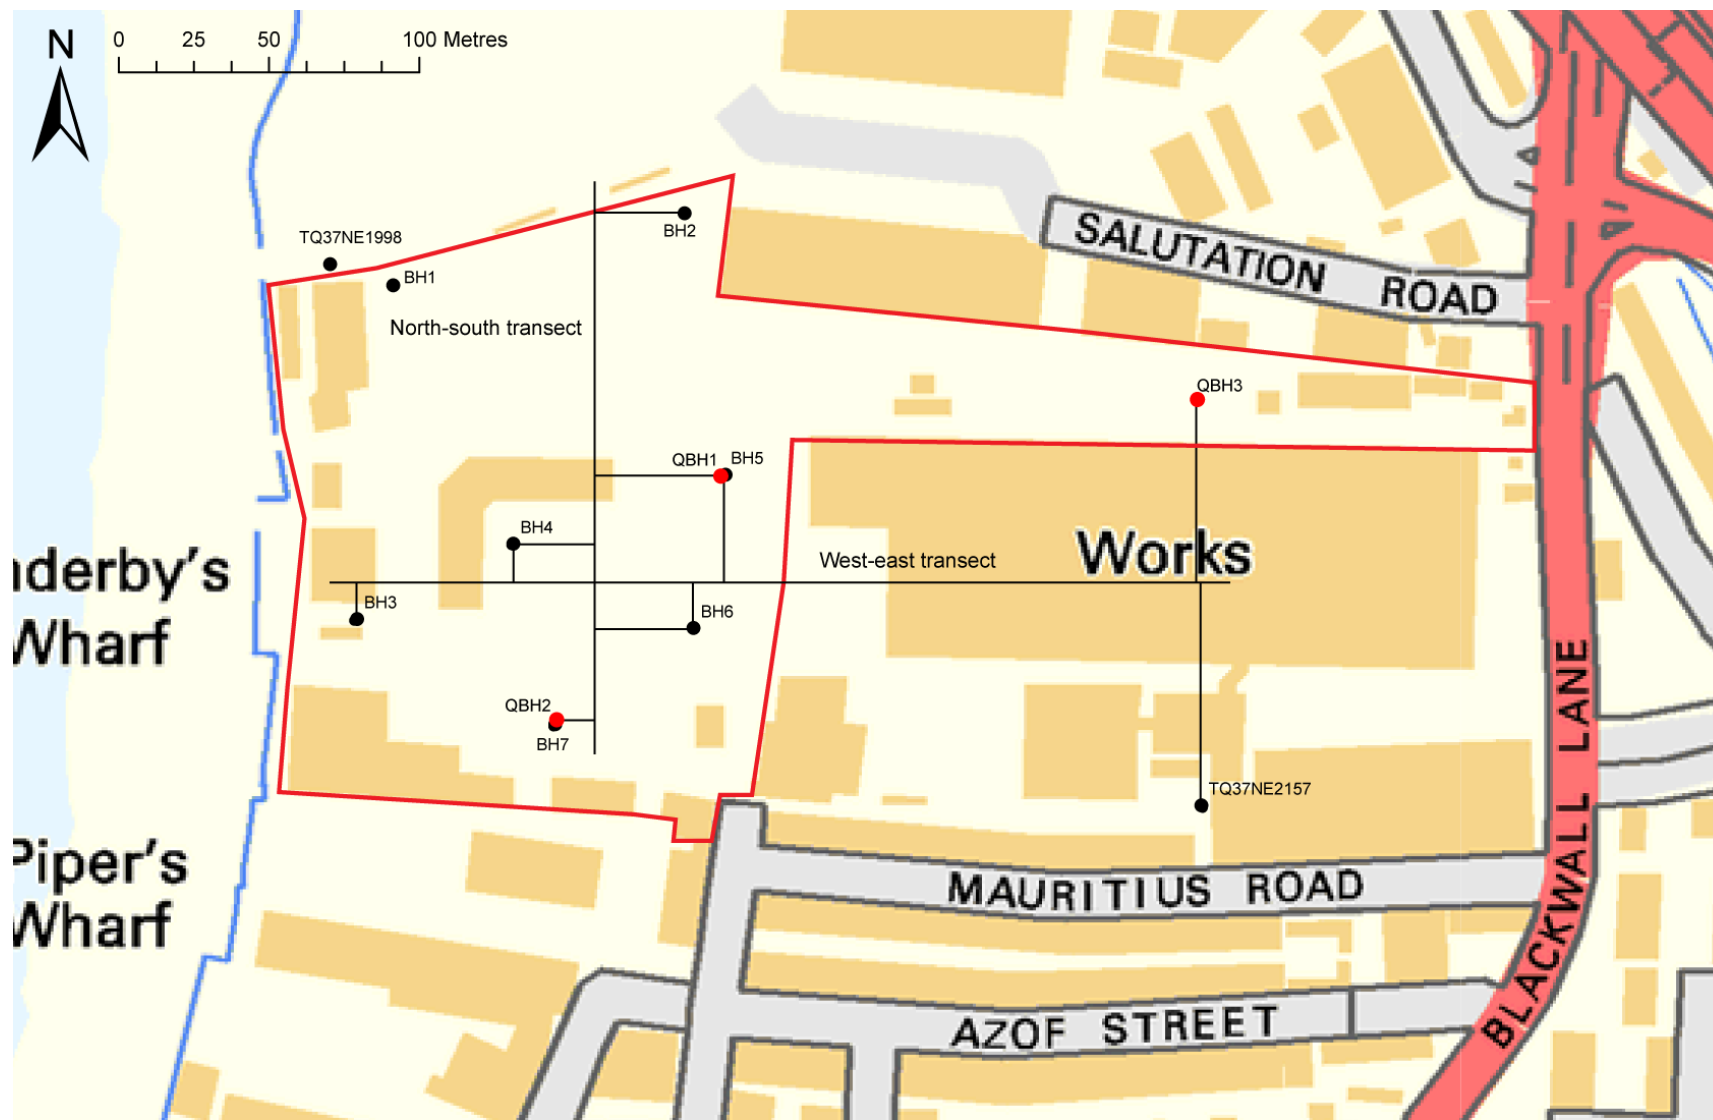 N
0 25 50 100 Metres
TQ37NE1998
BH2
BH1
SALUTATION ROAD
North-south transect
QBH3
QBH1 BH5
BH4
West-east transect
Works
nderby's
Wharf
BH3
BH6
QBH2
BH7
TQ37NE2157
BLACKWALL LANE
Piper's
Wharf
MAURITIUS ROAD
AZOF STREET